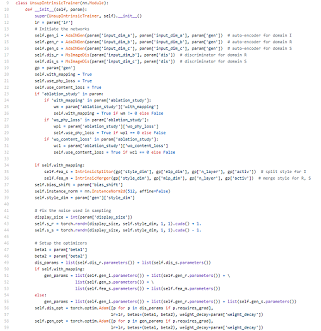 class UnsupIntrisicTrainer(nn.Module):
def __init__(self, param):
super(UnsupIntrisicTrainer, self).__init__()
lr = param['lr']
# Initiate the networks
self.gen_i = AdaINGen(param['input_dim_a'], param['input_dim_a'], param['gen']) # auto-encoder for domain I
self.gen_r = AdaINGen(param['input_dim_b'], param['input_dim_b'], param['gen']) # auto-encoder for domain R
self.gen_s = AdaINGen(param['input_dim_b'], param['input_dim_b'], param['gen']) # auto-encoder for domain S
self.dis_r = MsImageDis(param['input_dim_b'], param['dis']) # discriminator for domain R
self.dis_s = MsImageDis(param['input_dim_b'], param['dis']) # discriminator for domain S
gp = param['gen']
self.with_mapping = True
self.use_phy_loss = True
self.use_content_loss = True
if 'ablation_study' in param:
if 'with_mapping' in param['ablation_study']:
wm = param['ablation_study']['with_mapping']
self.with_mapping = True if wm != 0 else False
if 'wo_phy_loss' in param['ablation_study']:
wpl = param['ablation_study']['wo_phy_loss']
self.use_phy_loss = True if wpl == 0 else False
if 'wo_content_loss' in param['ablation_study']:
wcl = param['ablation_study']['wo_content_loss']
self.use_content_loss = True if wcl == 0 else False
if self.with_mapping:
self.fea_s = IntrinsicSplitor(gp['style_dim'], gp['mlp_dim'], gp['n_layer'], gp['activ']) # split style for I
self.fea_m = IntrinsicMerger(gp['style_dim'], gp['mlp_dim'], gp['n_layer'], gp['activ']) # merge style for R, S
self.bias_shift = param['bias_shift']
self.instance_norm = nn.InstanceNorm2d(512, affine=False)
self.style_dim = param['gen']['style_dim']
# fix the noise used in sampling
display_size = int(param['display_size'])
self.s_r = torch.randn(display_size, self.style_dim, 1, 1).cuda() + 1.
self.s_s = torch.randn(display_size, self.style_dim, 1, 1).cuda() - 1.
# Setup the optimizers
beta1 = param['beta1']
beta2 = param['beta2']
dis_params = list(self.dis_r.parameters()) + list(self.dis_s.parameters())
if self.with_mapping:
gen_params = list(self.gen_i.parameters()) + list(self.gen_r.parameters()) + \
list(self.gen_s.parameters()) + \
list(self.fea_s.parameters()) + list(self.fea_m.parameters())
else:
gen_params = list(self.gen_i.parameters()) + list(self.gen_r.parameters()) + list(self.gen_s.parameters())
self.dis_opt = torch.optim.Adam([p for p in dis_params if p.requires_grad],
lr=lr, betas=(beta1, beta2), weight_decay=param['weight_decay'])
self.gen_opt = torch.optim.Adam([p for p in gen_params if p.requires_grad],
lr=lr, betas=(beta1, beta2), weight_decay=param['weight_decay'])